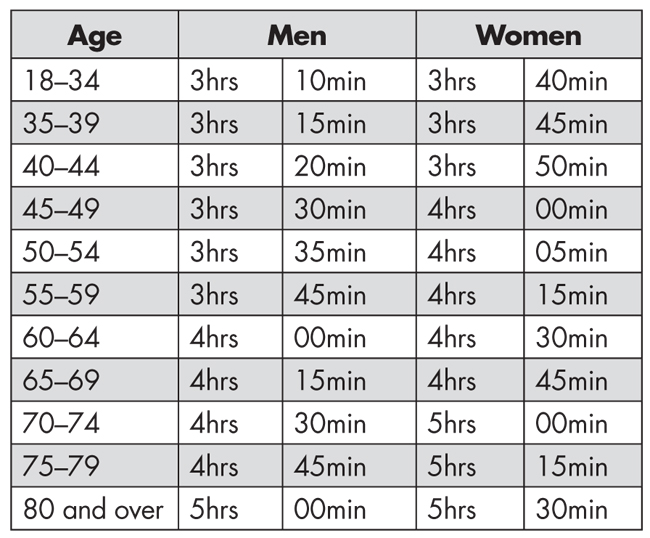 Age Men Women
18–34 3hrs 10min 3hrs 40min
35–39 3hrs 15min 3hrs 45min
40–44 3hrs 20min 3hrs 50min
45–49 3hrs 30min 4hrs 00min
50–54 3hrs 35min 4hrs 05min
55–59 3hrs 45min 4hrs 15min
60–64 4hrs 00min 4hrs 30min
65–69 4hrs 15min 4hrs 45min
70–74 4hrs 30min 5hrs 00min
75–79 4hrs 45min 5hrs 15min
80 and over 5hrs 00min 5hrs 30min